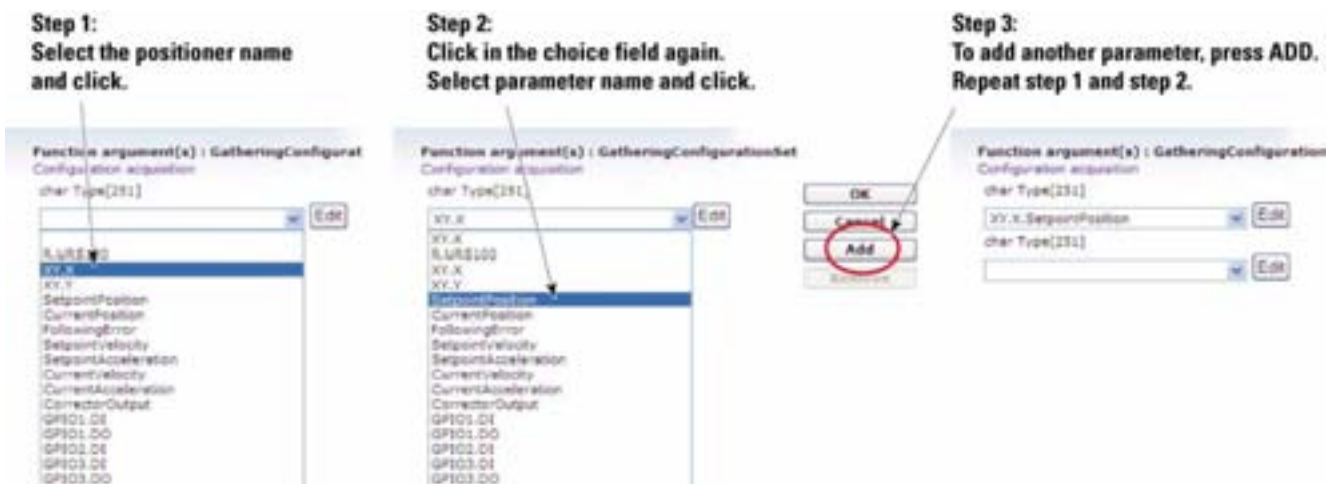 Step 1:
Select the positioner name
and click.
Step 2:
Click in the choice field again.
Select parameter name and click.
Step 3:
To add another parameter, press ADD.
Repeat step 1 and step 2.
Function argument(s) : GatheringConfigurat
Configuration acquisition
char Type[251]
Edit
XY.X
XY.Y
SetpointPosition
CurrentPosition
FollowingError
SetpointVelocity
SetpointAcceleration
CurrentVelocity
CurrentAcceleration
CorrectorOutput
GPIO1.DI
GPIO1.DO
GPIO2.DI
GPIO3.DI
GPIO3.DO
Function argument(s) : GatheringConfigurationSet
Configuration acquisition
char Type[251]
XY.X
Edit
XY.X
R.URS100
XY.X
XY.Y
SetpointPosition
CurrentPosition
FollowingError
SetpointVelocity
SetpointAcceleration
CurrentVelocity
CurrentAcceleration
CorrectorOutput
GPIO1.DI
GPIO1.DO
GPIO2.DI
GPIO3.DI
GPIO3.DO
OK
Cancel
Add
Remove
Function argument(s) : GatheringConfiguration
Configuration acquisition
char Type[251]
XY.X.SetpointPosition
Edit
char Type[251]
Edit